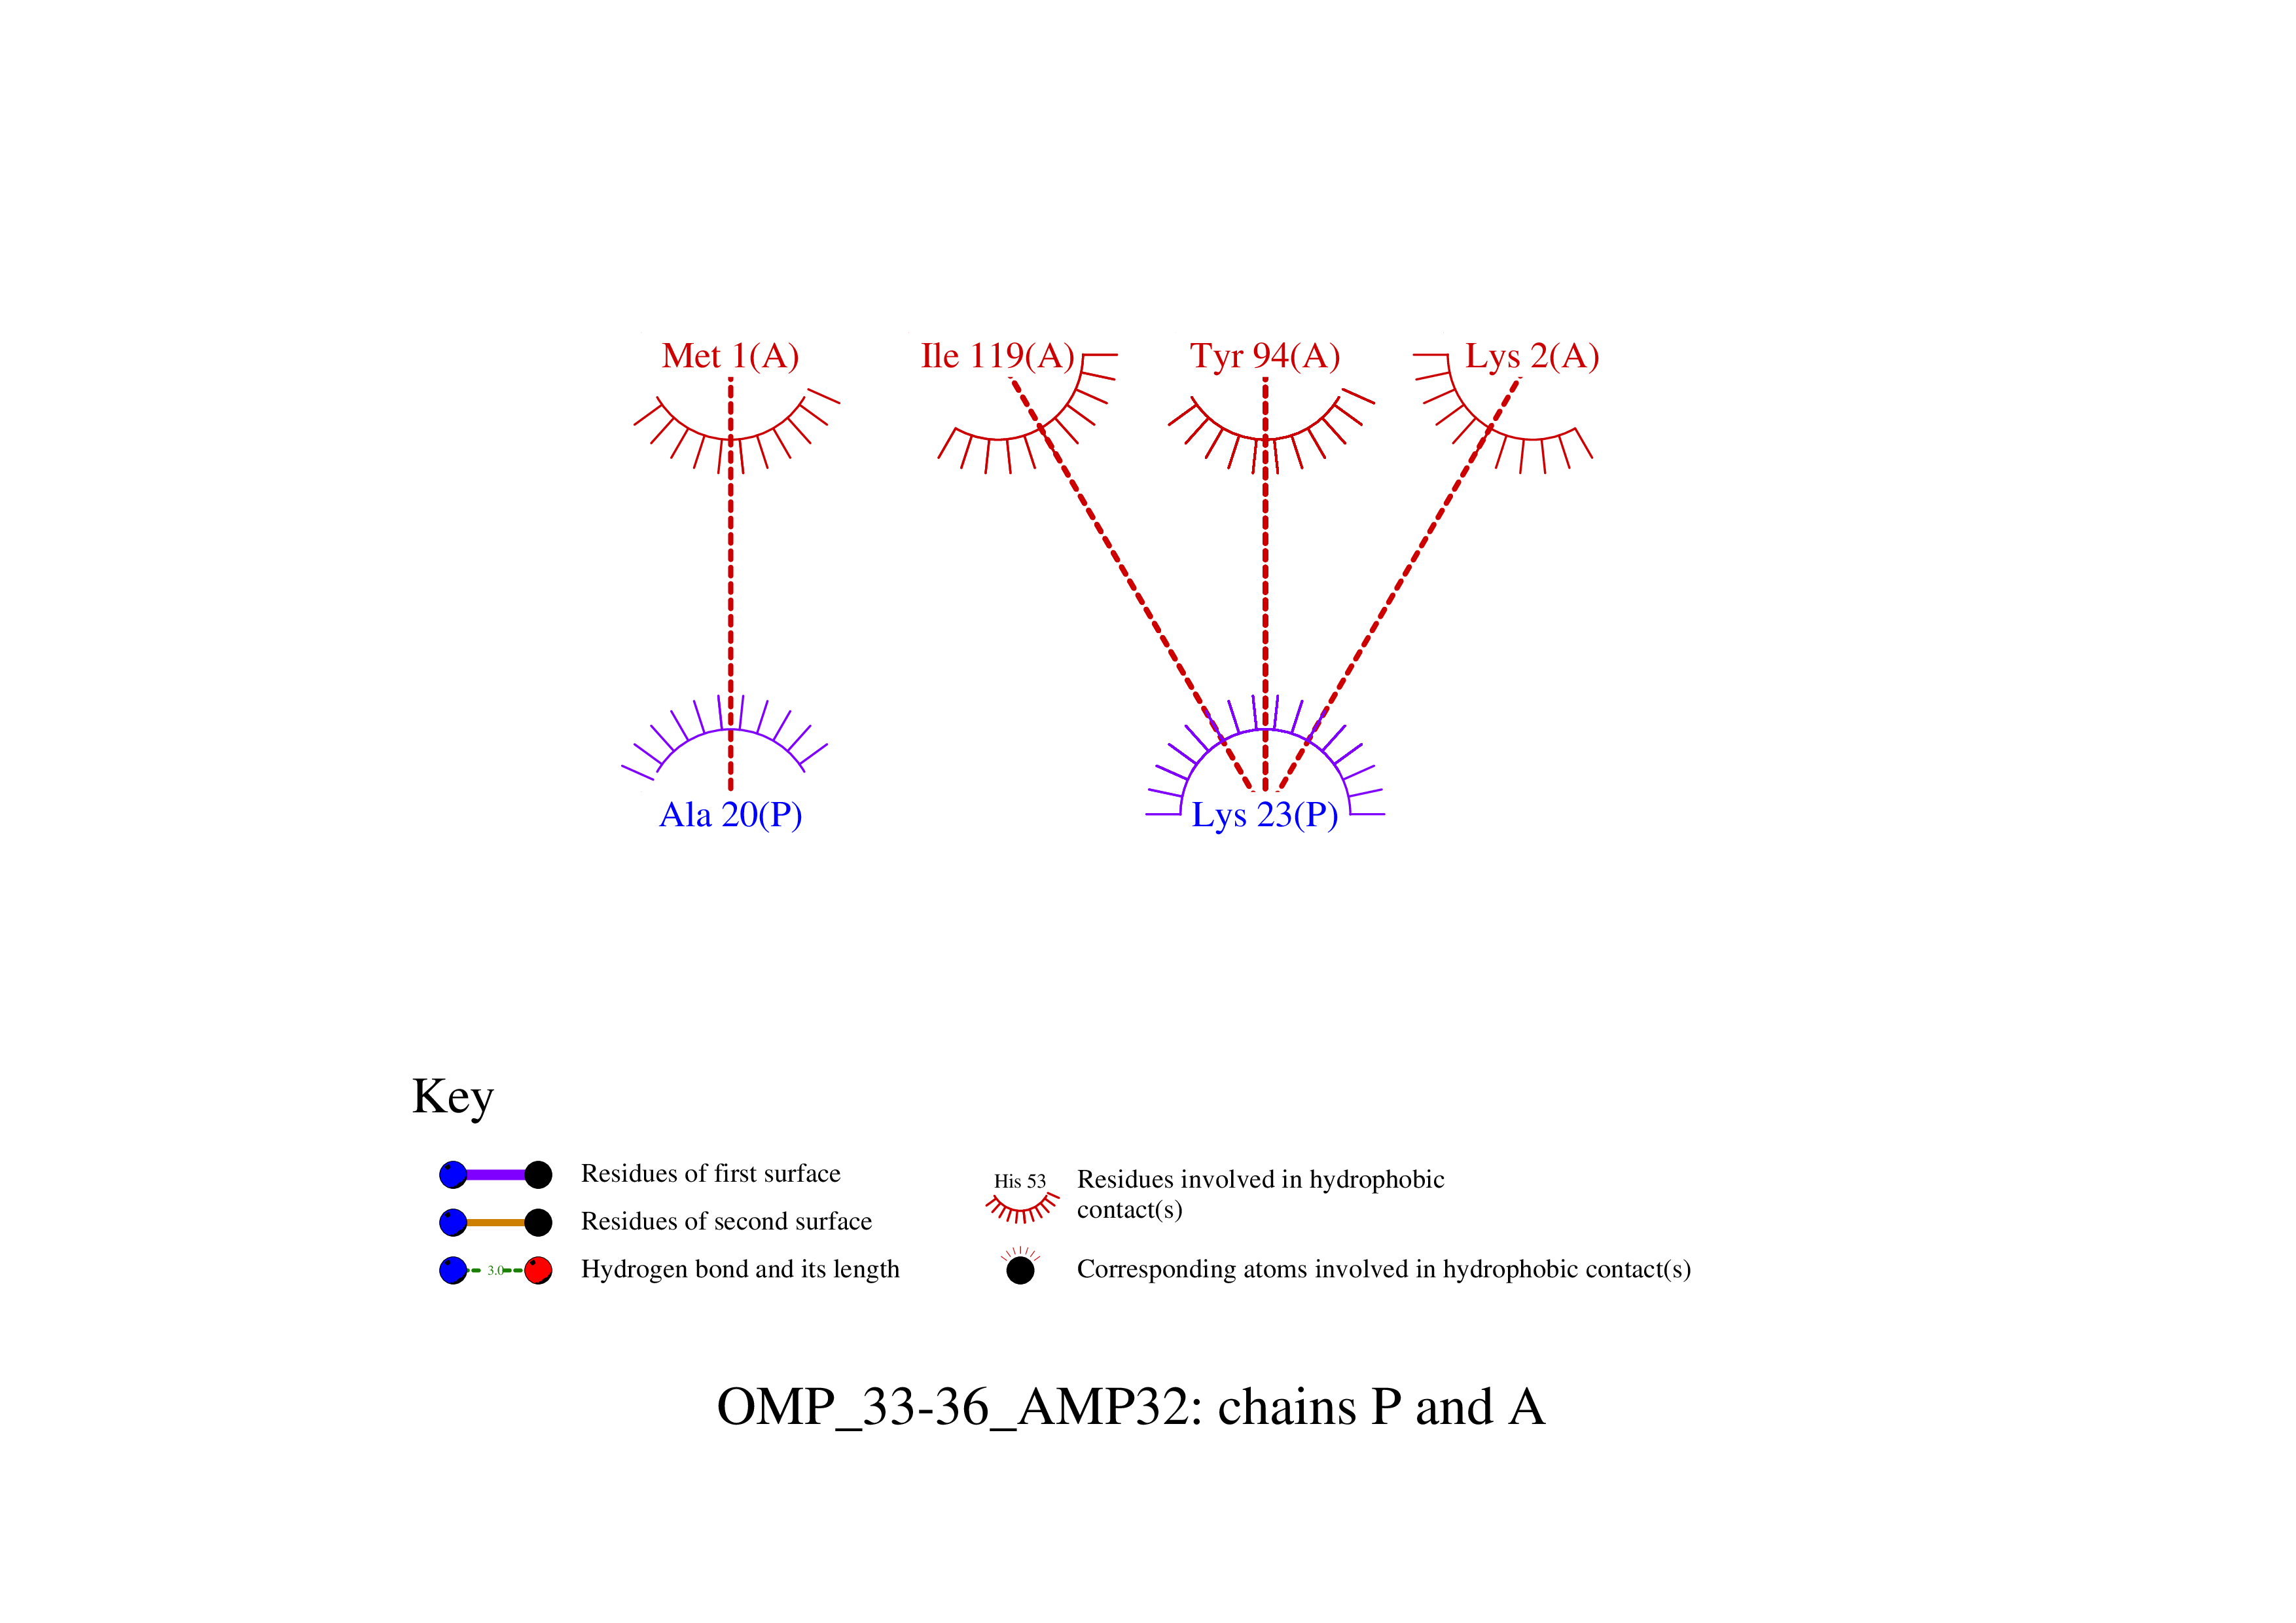 Met 1(A) Ile 119(A) Tyr 94(A) Lys 2(A)
Ala 20(P) Lys 23(P)
Key
Residues of first surface
Residues of second surface
3.0 Hydrogen bond and its length
His 53 Residues involved in hydrophobic
contact(s)
Corresponding atoms involved in hydrophobic contact(s)
OMP_33-36_AMP32: chains P and A